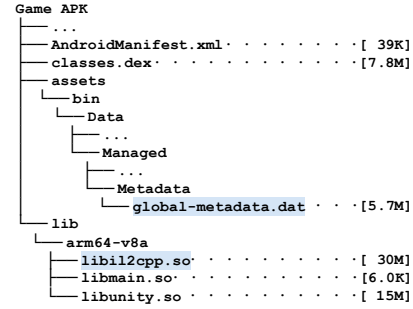 Game APK
...
AndroidManifest.xml · · · · · · · · [ 39K]
classes.dex · · · · · · · · · · · · [7.8M]
assets
bin
Data
...
Managed
...
Metadata
global-metadata.dat · · · [5.7M]
lib
arm64-v8a
libil2cpp.so · · · · · · · · · · [ 30M]
libmain.so · · · · · · · · · · · [6.0K]
libunity.so · · · · · · · · · · [ 15M]